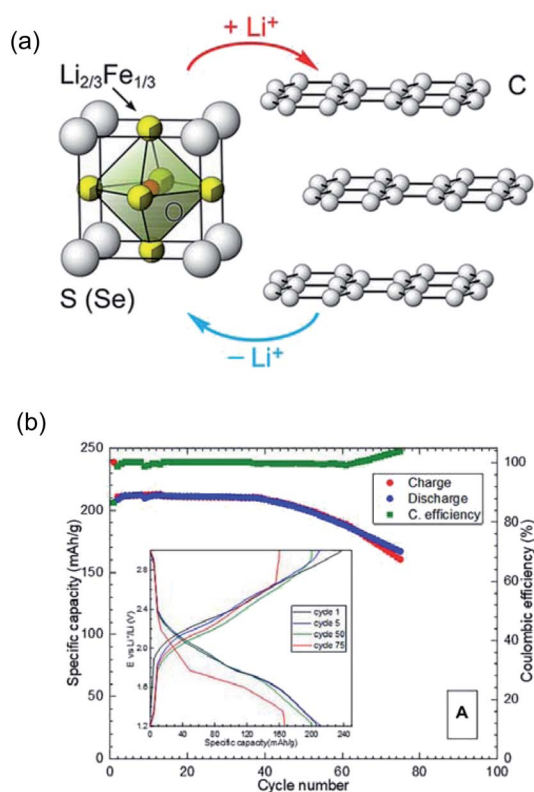 (a)
+ Li⁺
Li2/3Fe1/3
C
O
S (Se)
– Li⁺
(b)
250
200
150
100
50
0
Specific capacity (mAh/g)
100
80
60
40
20
0
Coulombic efficiency (%)
Charge
Discharge
C. efficiency
2.8
2.4
2.0
1.6
1.2
E vs Li⁺/Li (V)
cycle 1
cycle 5
cycle 50
cycle 75
0 40 80 120 160 200 240
Specific capacity(mAh/g)
A
0 20 40 60 80 100
Cycle number